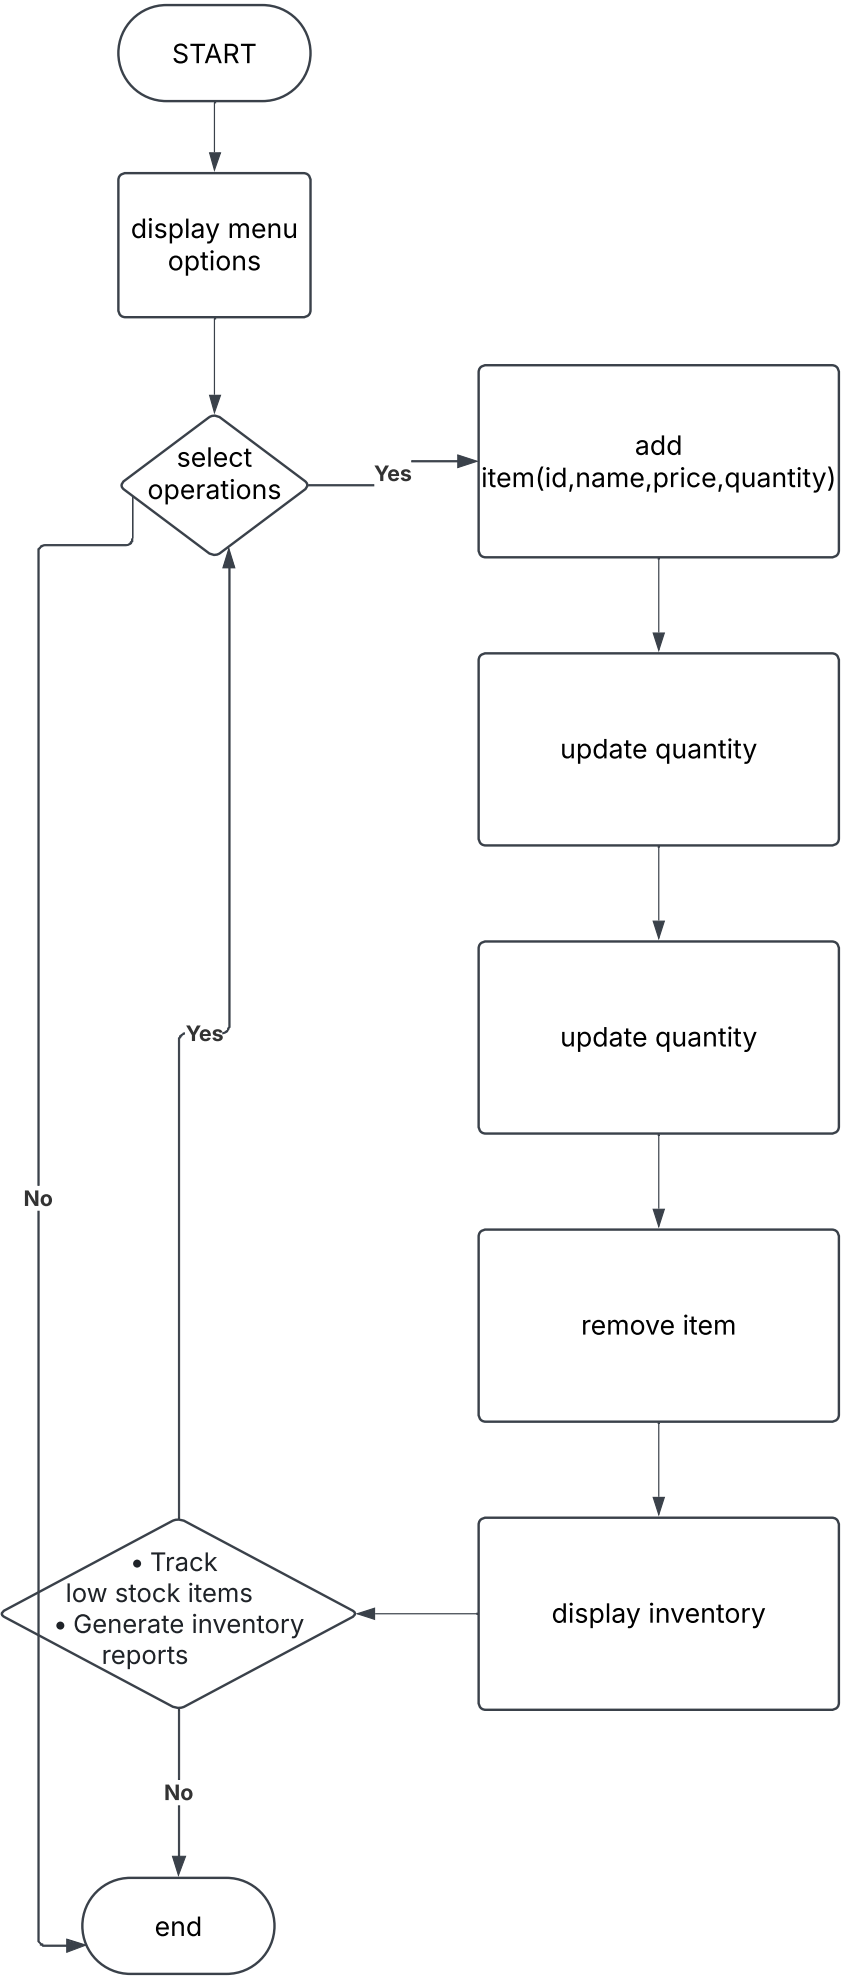 START
display menu
options
select
operations
Yes
add
item(id,name,price,quantity)
update quantity
update quantity
Yes
No
remove item
• Track
low stock items
• Generate inventory
reports
display inventory
No
end